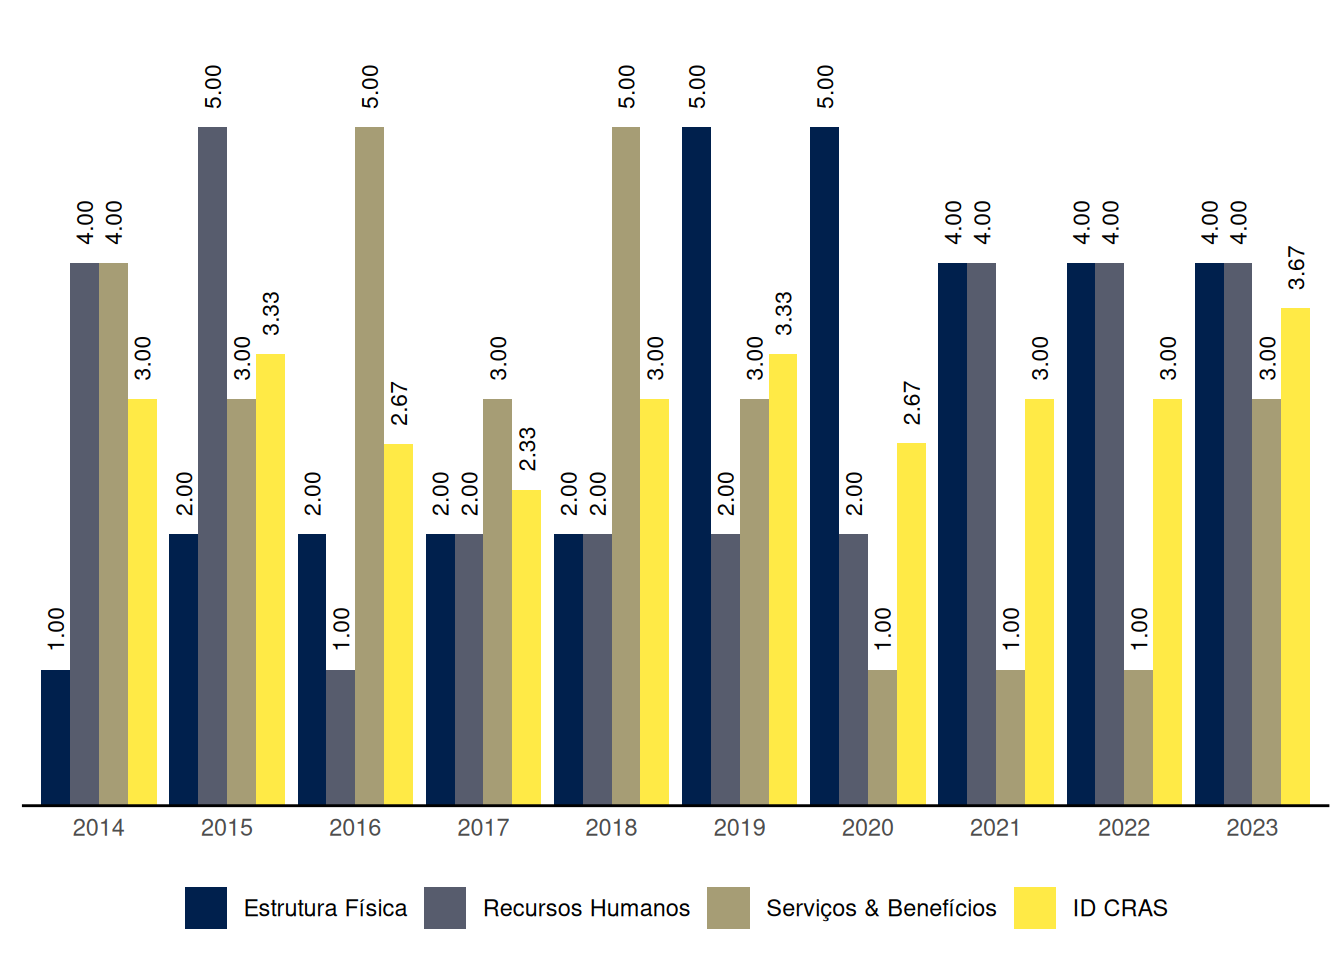 5.00 5.00 5.00 5.00 5.00
4.00 4.00 4.00 4.00 4.00 4.00 4.00 4.00
3.67
3.33 3.33
3.00 3.00 3.00 3.00 3.00 3.00 3.00 3.00
2.67 2.67
2.33
2.00 2.00 2.00 2.00 2.00 2.00 2.00 2.00
1.00 1.00 1.00 1.00 1.00
2014 2015 2016 2017 2018 2019 2020 2021 2022 2023
Estrutura Física Recursos Humanos Serviços & Benefícios ID CRAS